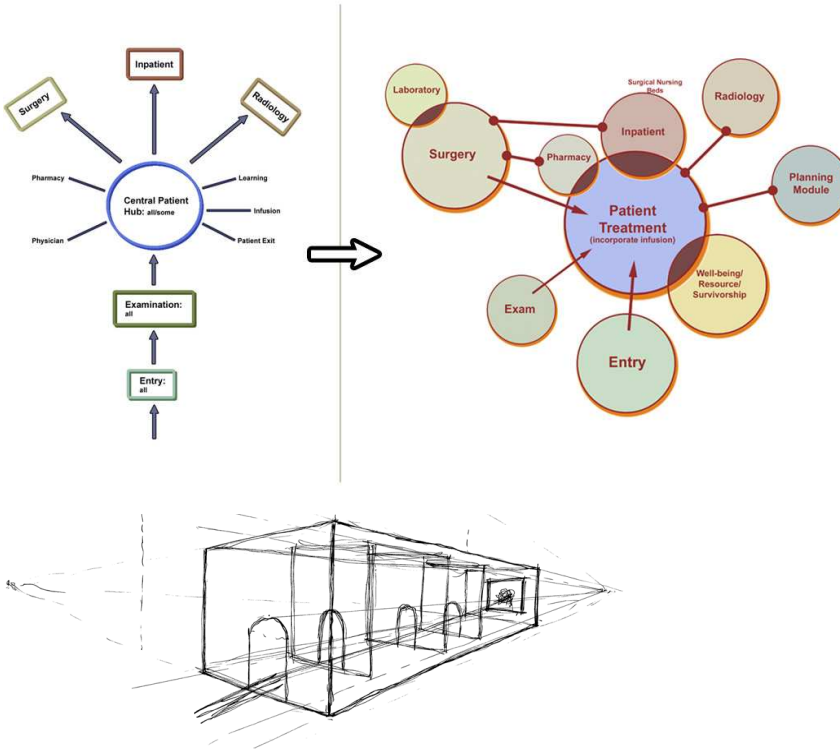 Inpatient
Surgery
Radiology
Pharmacy
Learning
Central Patient
Hub: all/some
Infusion
Physician
Patient Exit
Examination:
all
Entry:
all
Laboratory
Surgical Nursing
Beds
Radiology
Inpatient
Surgery
Pharmacy
Planning
Module
Patient
Treatment
(incorporate infusion)
Well-being/
Resource/
Survivorship
Exam
Entry